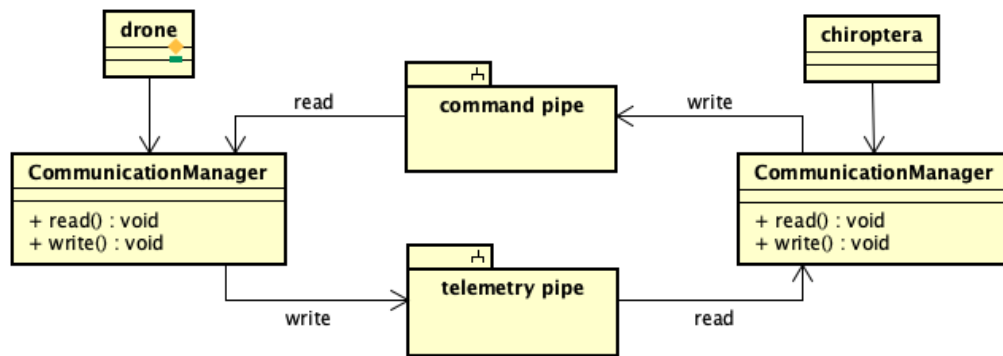 drone
chiroptera
command pipe
read
write
CommunicationManager
+ read() : void
+ write() : void
CommunicationManager
+ read() : void
+ write() : void
telemetry pipe
write
read